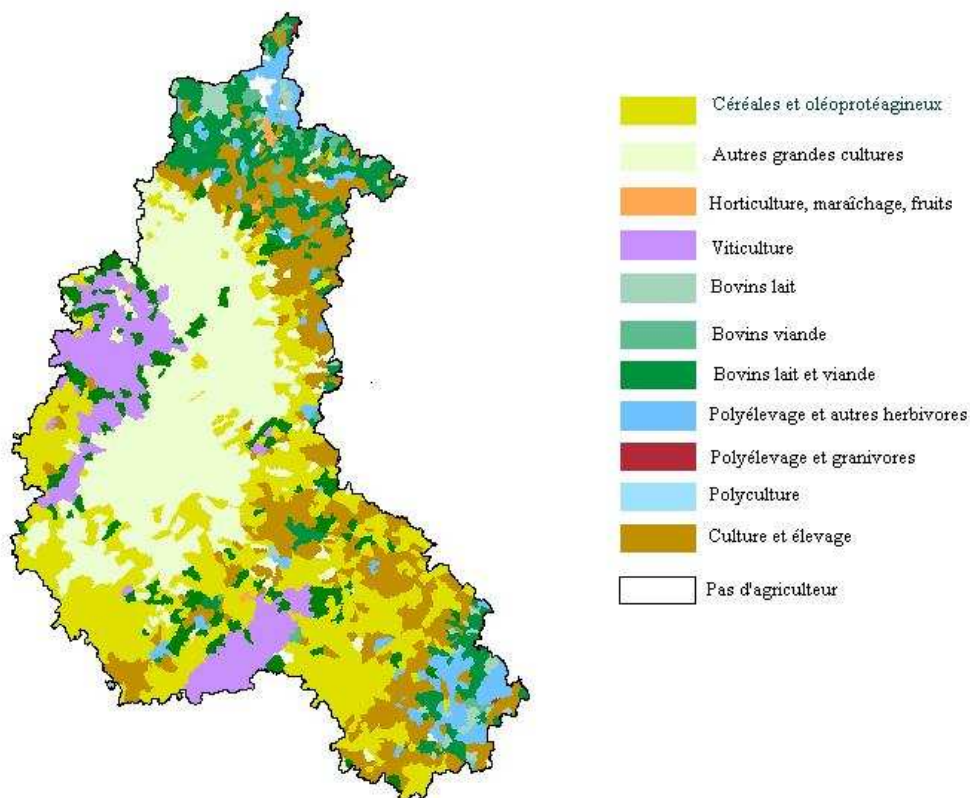 Céréales et oléoprotéagineux
Autres grandes cultures
Horticulture, maraîchage, fruits
Viticulture
Bovins lait
Bovins viande
Bovins lait et viande
Polyélevage et autres herbivores
Polyélevage et granivores
Polyculture
Culture et élevage
Pas d'agriculteur